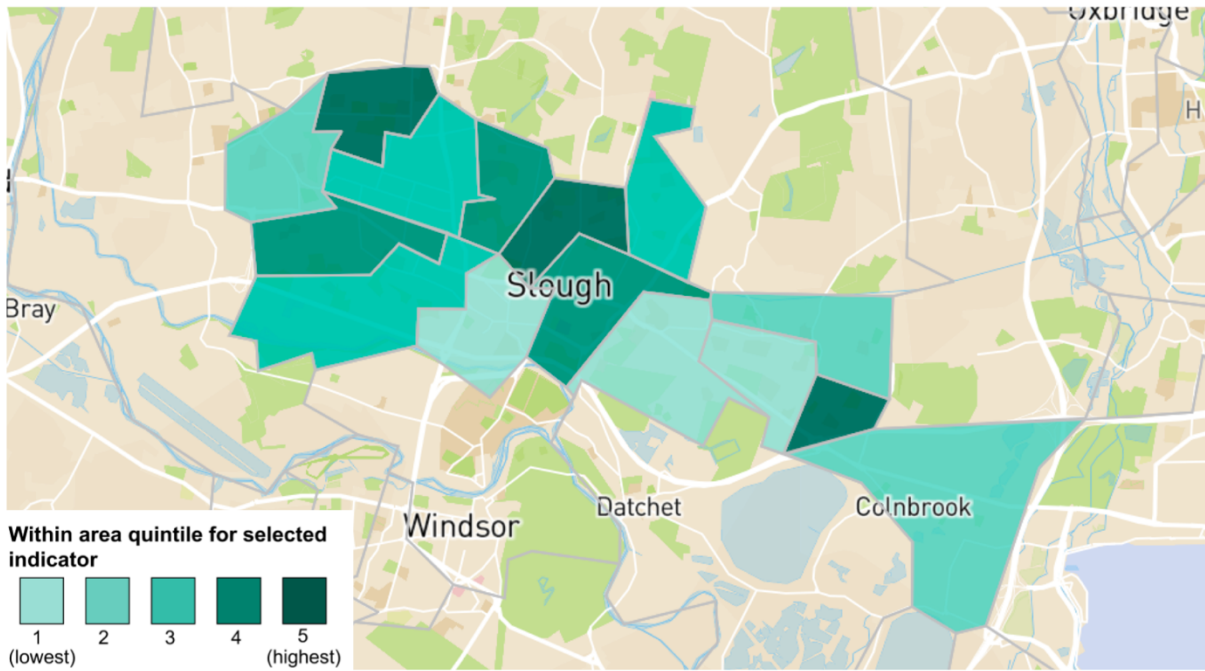 Uxbridge
H
Slough
Bray
Datchet
Colnbrook
Windsor
Within area quintile for selected
indicator
1 2 3 4 5
(lowest) (highest)